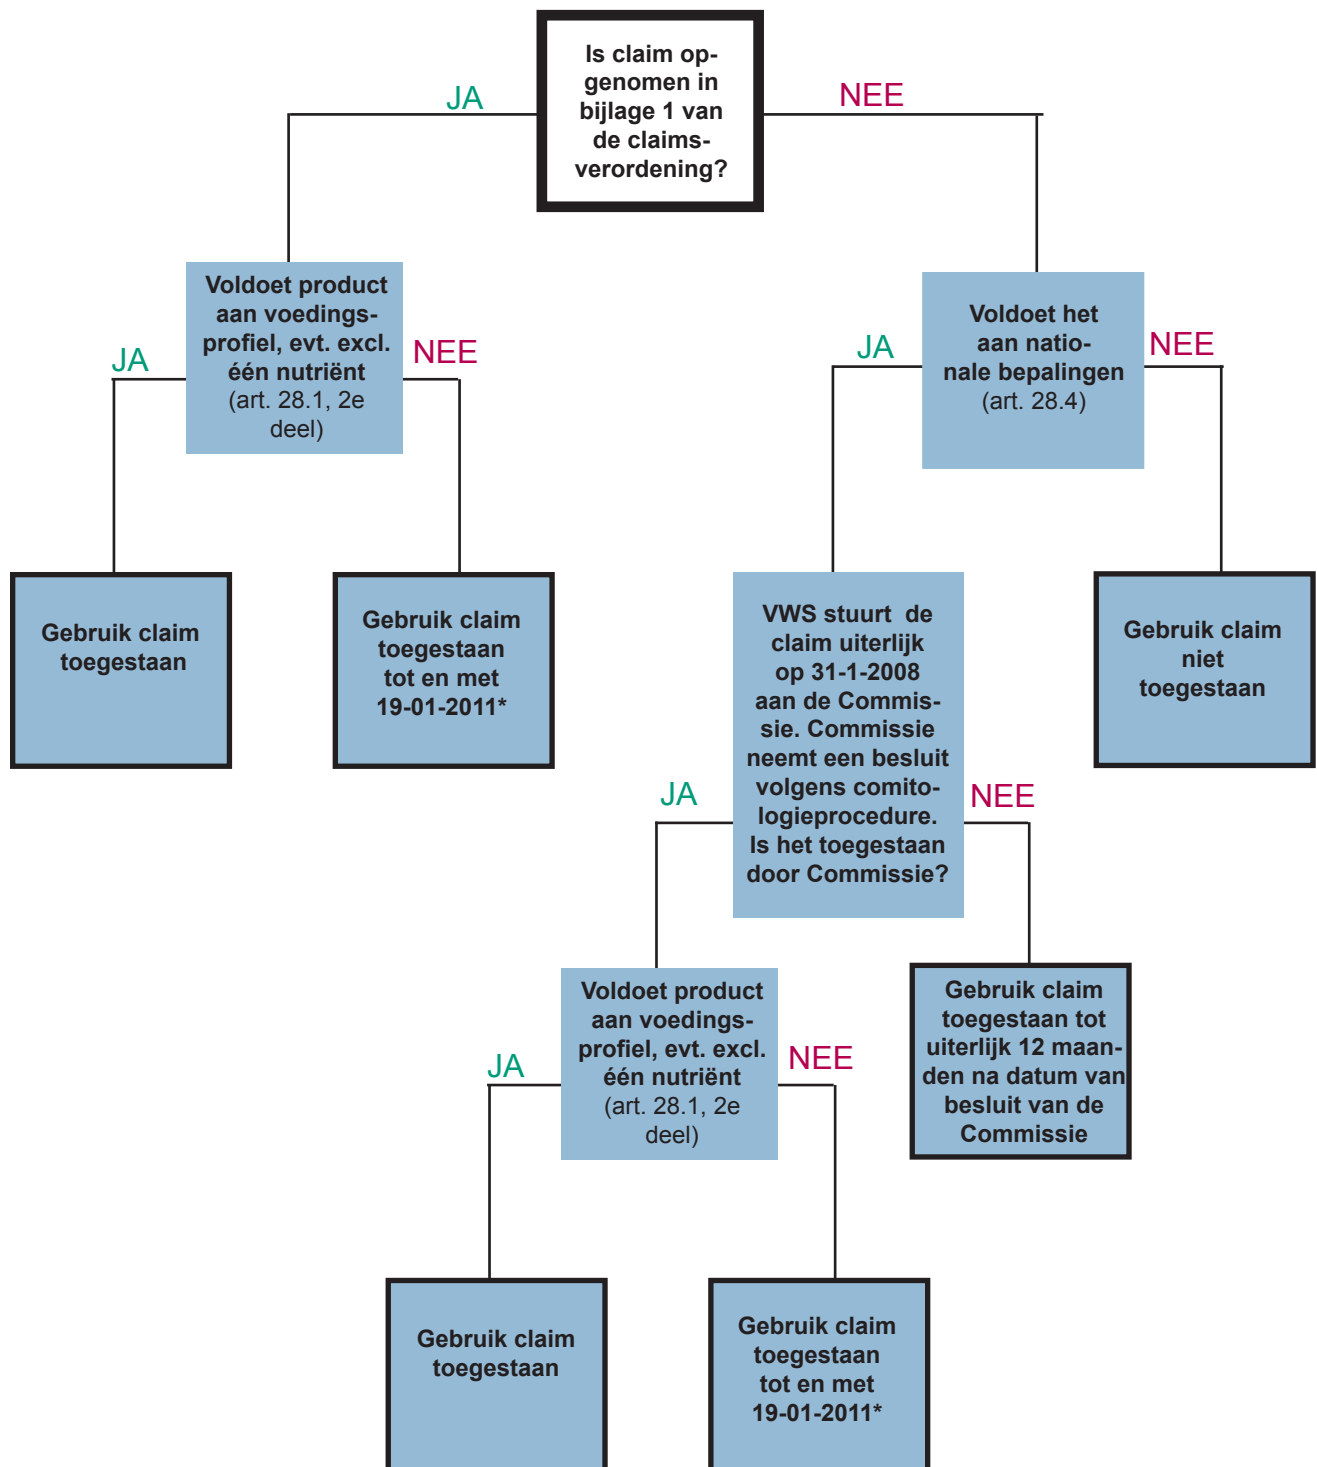 Is claim op-
genomen in
bijlage 1 van
de claims-
verordening?
JA
NEE
Voldoet product
aan voedings-
profiel, evt. excl.
één nutriënt
(art. 28.1, 2e
deel)
JA
NEE
Voldoet het
aan natio-
nale bepalingen
(art. 28.4)
JA
NEE
Gebruik claim
toegestaan
Gebruik claim
toegestaan
tot en met
19-01-2011*
VWS stuurt  de
claim uiterlijk
op 31-1-2008
aan de Commis-
sie. Commissie
neemt een besluit
volgens comito-
logieprocedure.
Is het toegestaan
door Commissie?
Gebruik claim
niet
toegestaan
JA
NEE
Voldoet product
aan voedings-
profiel, evt. excl.
één nutriënt
(art. 28.1, 2e
deel)
JA
NEE
Gebruik claim
toegestaan tot
uiterlijk 12 maan-
den na datum van
besluit van de
Commissie
Gebruik claim
toegestaan
Gebruik claim
toegestaan
tot en met
19-01-2011*